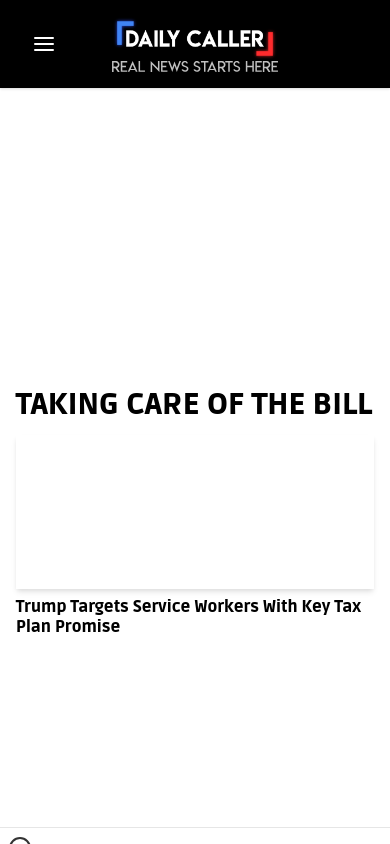 DAILY CALLER
REAL NEWS STARTS HERE
TAKING CARE OF THE BILL
Trump Targets Service Workers With Key Tax
Plan Promise